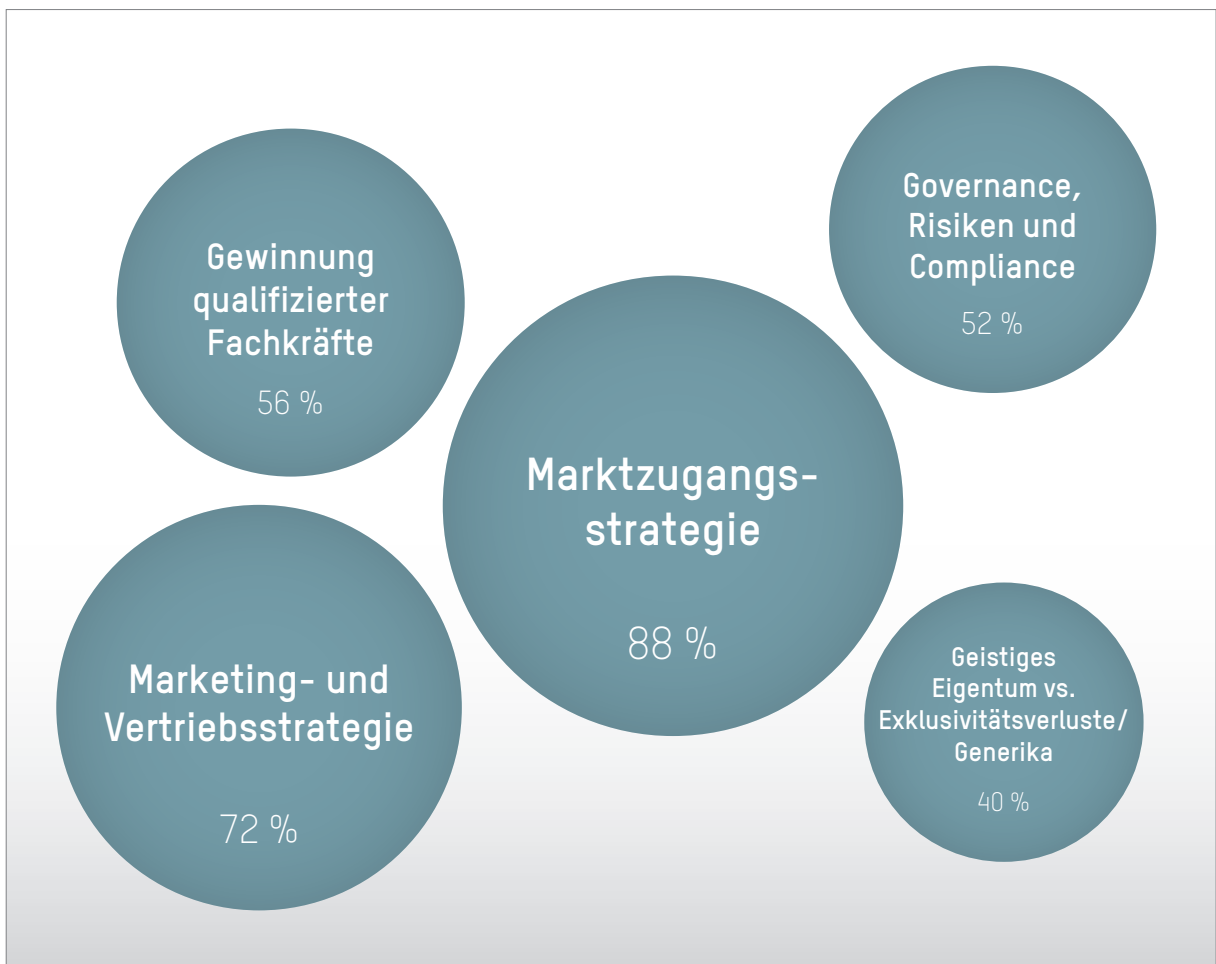 Gewinnung
qualifizierter
Fachkräfte
56 %
Governance,
Risiken und
Compliance
52 %
Marktzugangs-
strategie
88 %
Marketing- und
Vertriebsstrategie
72 %
Geistiges
Eigentum vs.
Exklusivitätsverluste/
Generika
40 %